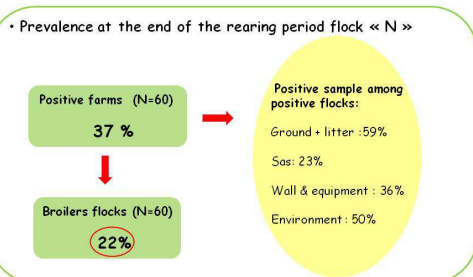 • Prevalence at the end of the rearing period flock « N »
Positive farms (N=60)
37 %
Broilers flocks (N=60)
22%
Positive sample among
positive flocks:
Ground + litter :59%
Sas: 23%
Wall & equipment : 36%
Environment : 50%